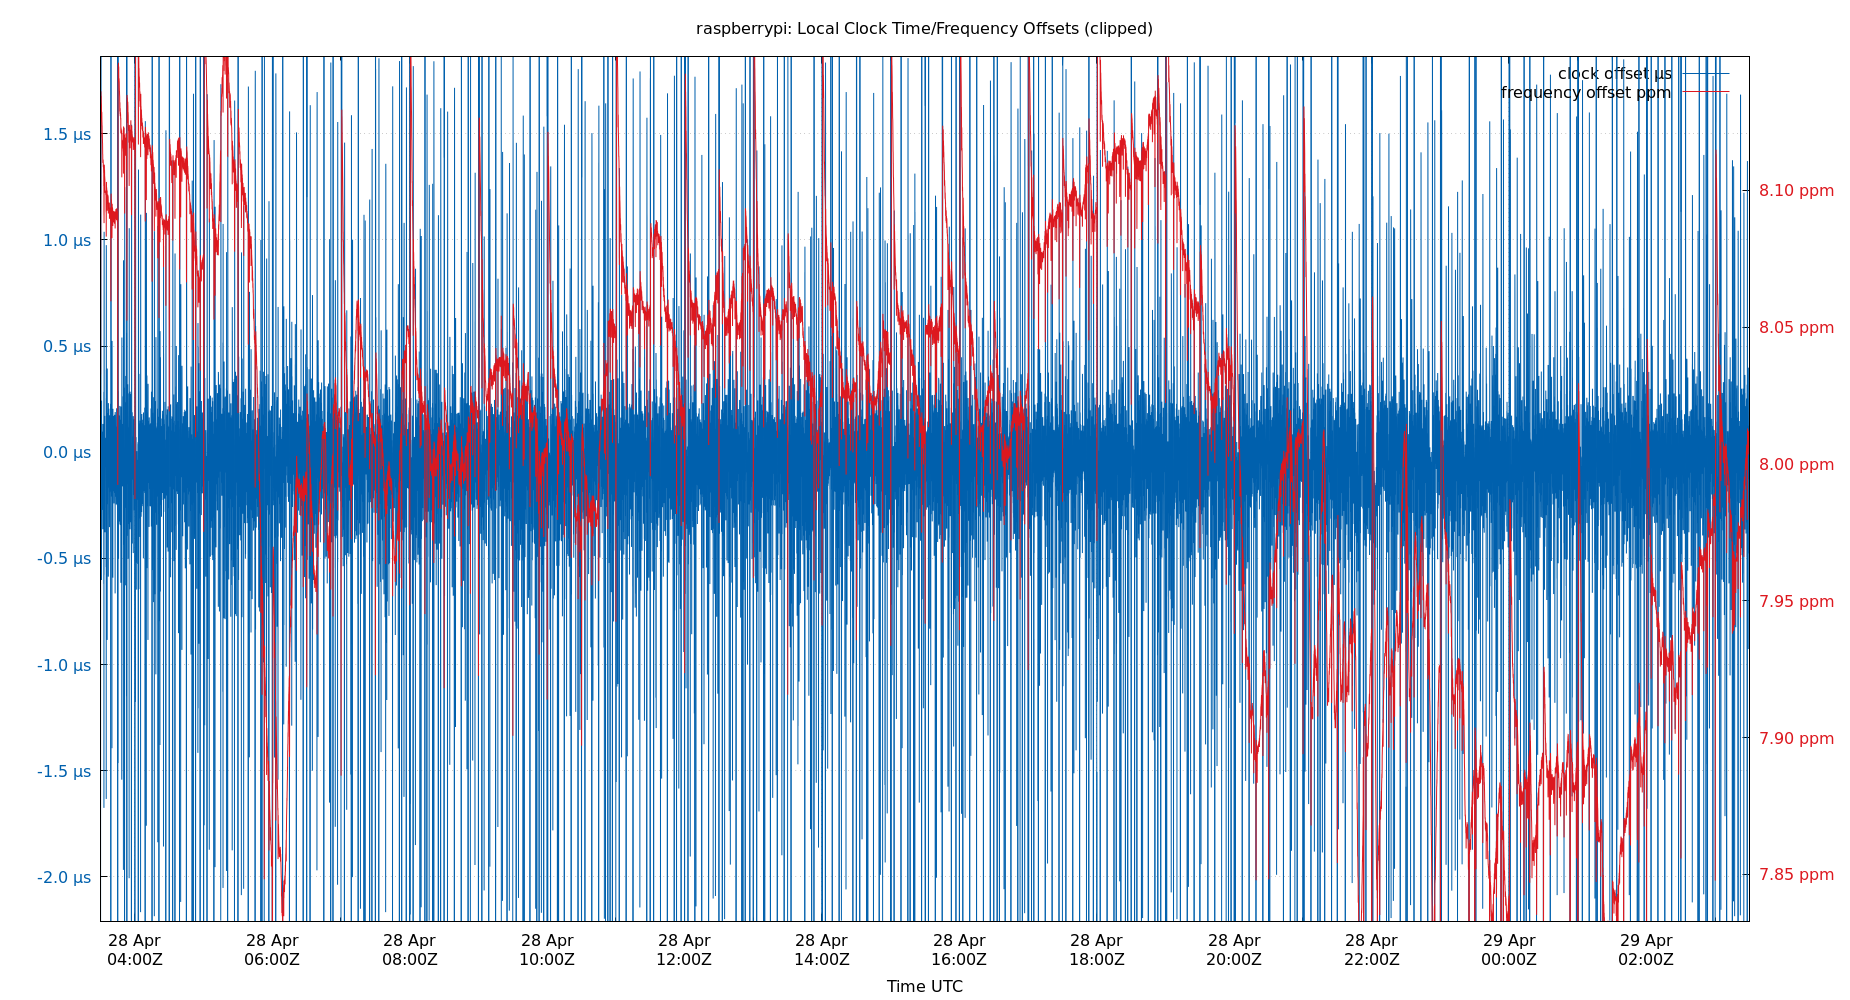 raspberrypi: Local Clock Time/Frequency Offsets (clipped)
clock offset µs
frequency offset ppm
1.5 µs
1.0 µs
0.5 µs
0.0 µs
-0.5 µs
-1.0 µs
-1.5 µs
-2.0 µs
8.10 ppm
8.05 ppm
8.00 ppm
7.95 ppm
7.90 ppm
7.85 ppm
28 Apr 28 Apr 28 Apr 28 Apr 28 Apr 28 Apr 28 Apr 28 Apr 28 Apr 28 Apr 29 Apr 29 Apr
04:00Z 06:00Z 08:00Z 10:00Z 12:00Z 14:00Z 16:00Z 18:00Z 20:00Z 22:00Z 00:00Z 02:00Z
Time UTC